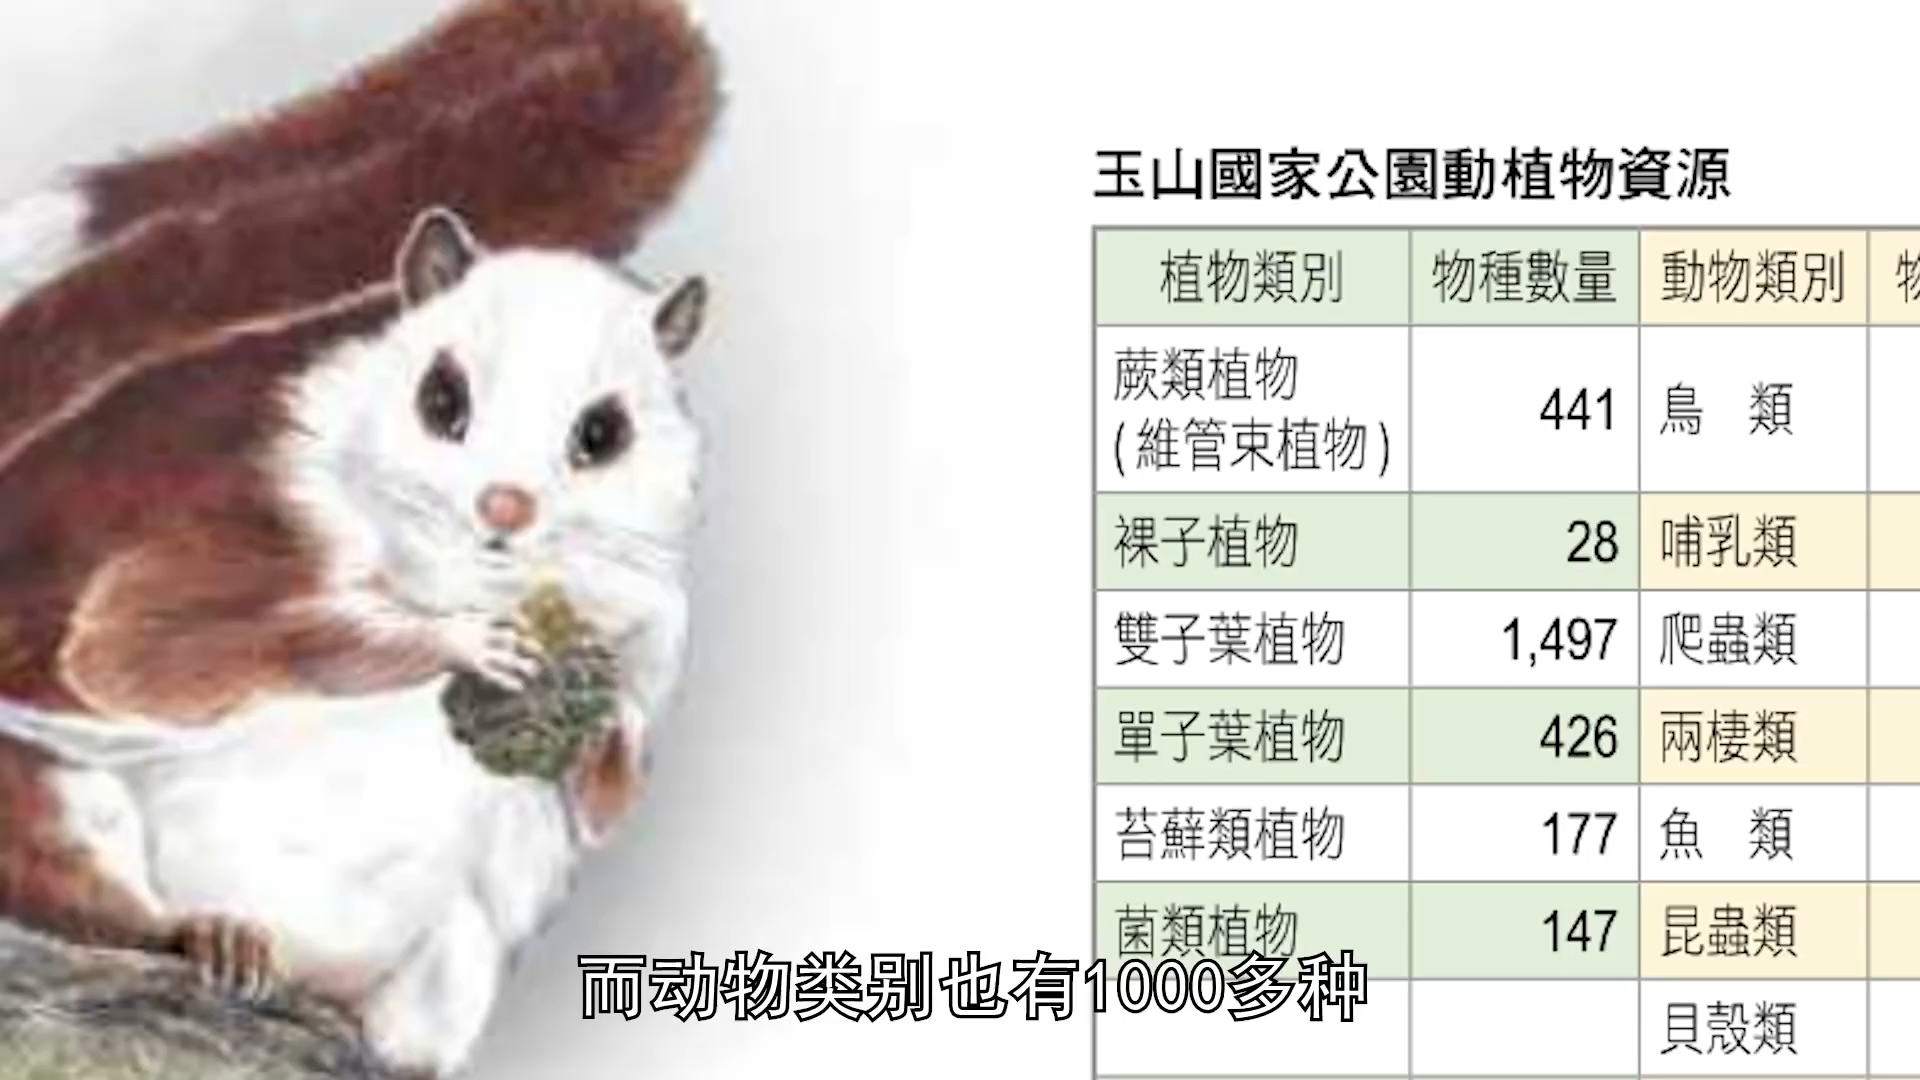 玉山國家公園動植物資源
植物類別 物種數量 動物類別 物
蕨類植物
(維管束植物) 441 鳥 類
裸子植物 28 哺乳類
雙子葉植物 1,497 爬蟲類
單子葉植物 426 兩棲類
苔蘚類植物 177 魚 類
菌類植物 147 昆蟲類
而动物类别也有1000多种
貝殼類